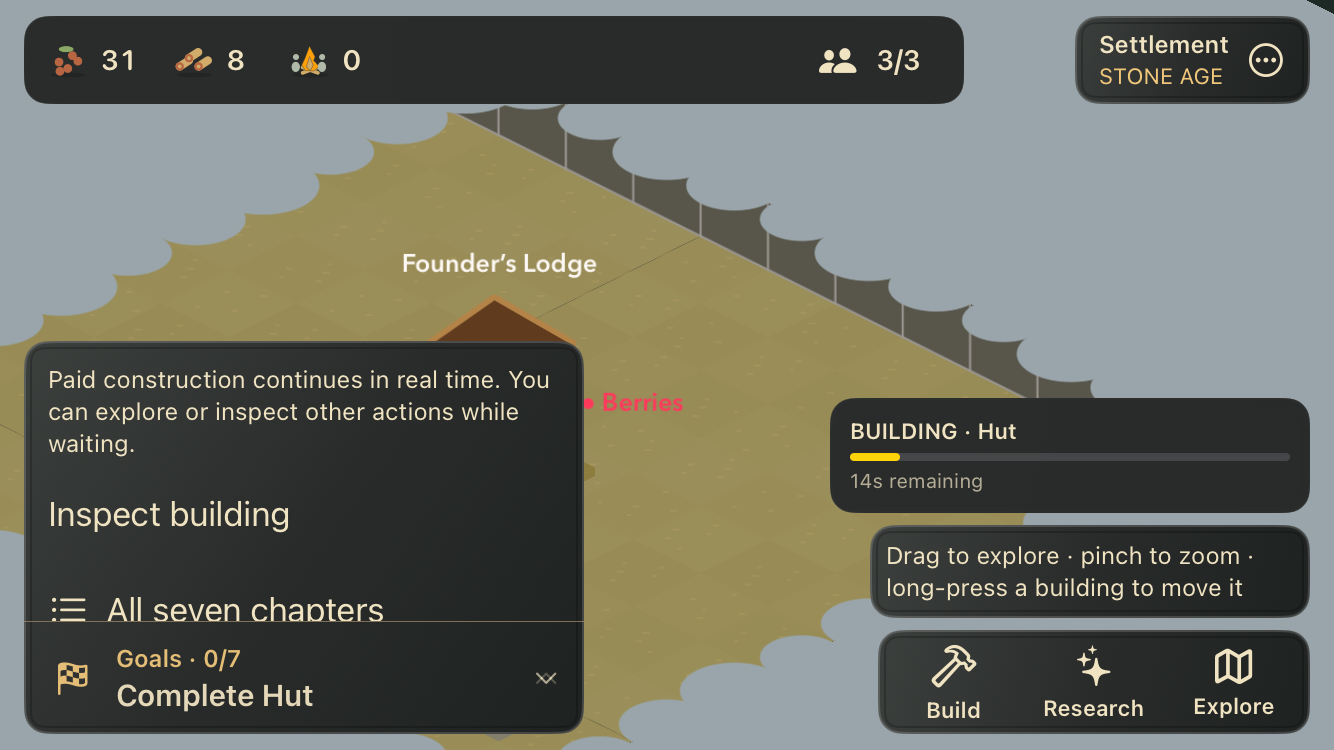 31
8
0
3/3
Settlement
STONE AGE
Founder’s Lodge
Berries
Paid construction continues in real time. You
can explore or inspect other actions while
waiting.
Inspect building
All seven chapters
Goals · 0/7
Complete Hut
BUILDING · Hut
14s remaining
Drag to explore · pinch to zoom ·
long-press a building to move it
Build
Research
Explore